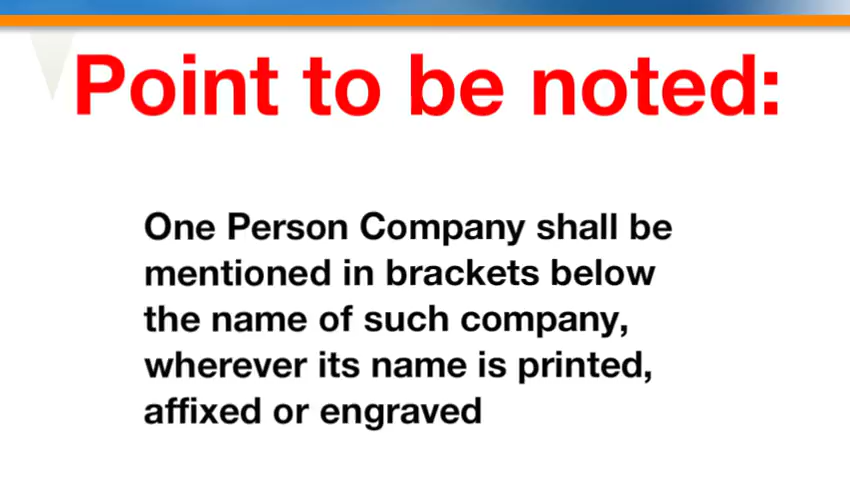 Point to be noted:
One Person Company shall be
mentioned in brackets below
the name of such company,
wherever its name is printed,
affixed or engraved